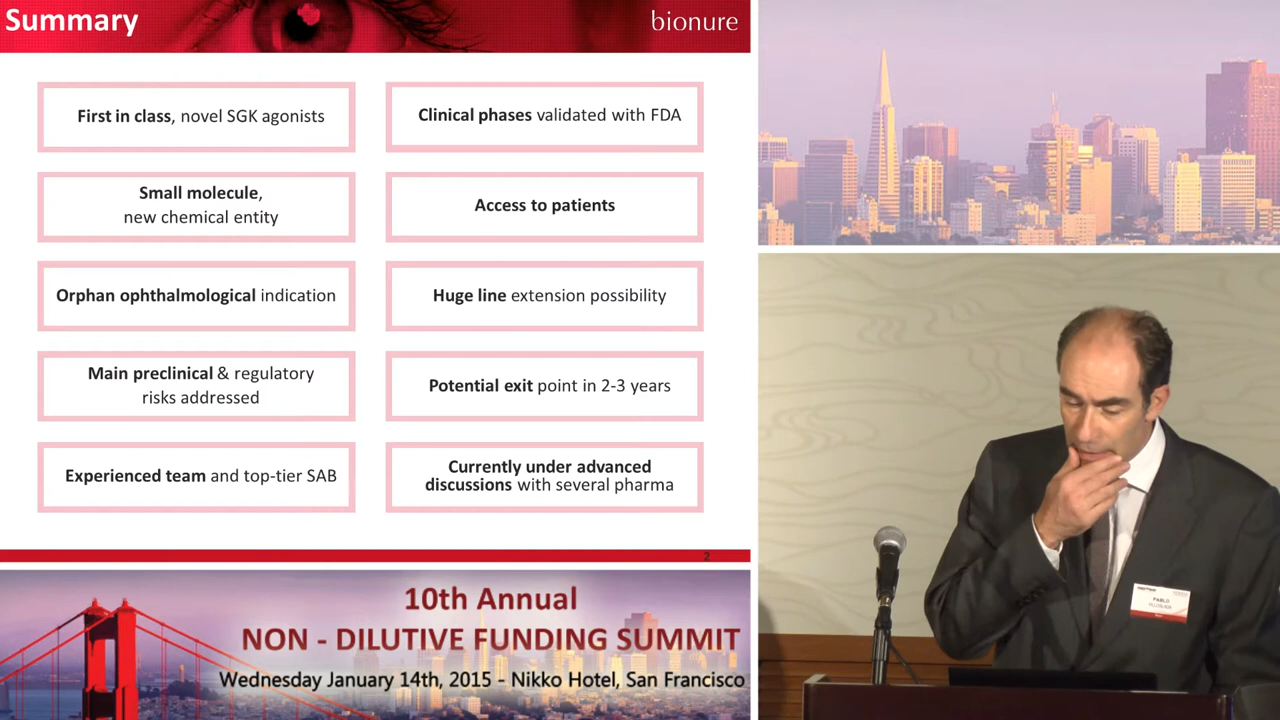 Summary
bionure
First in class, novel SGK agonists
Small molecule,
new chemical entity
Orphan ophthalmological indication
Main preclinical & regulatory
risks addressed
Experienced team and top-tier SAB
Clinical phases validated with FDA
Access to patients
Huge line extension possibility
Potential exit point in 2-3 years
Currently under advanced
discussions with several pharma
2
10th Annual
NON - DILUTIVE FUNDING SUMMIT
Wednesday January 14th, 2015 - Nikko Hotel, San Francisco
PABLO